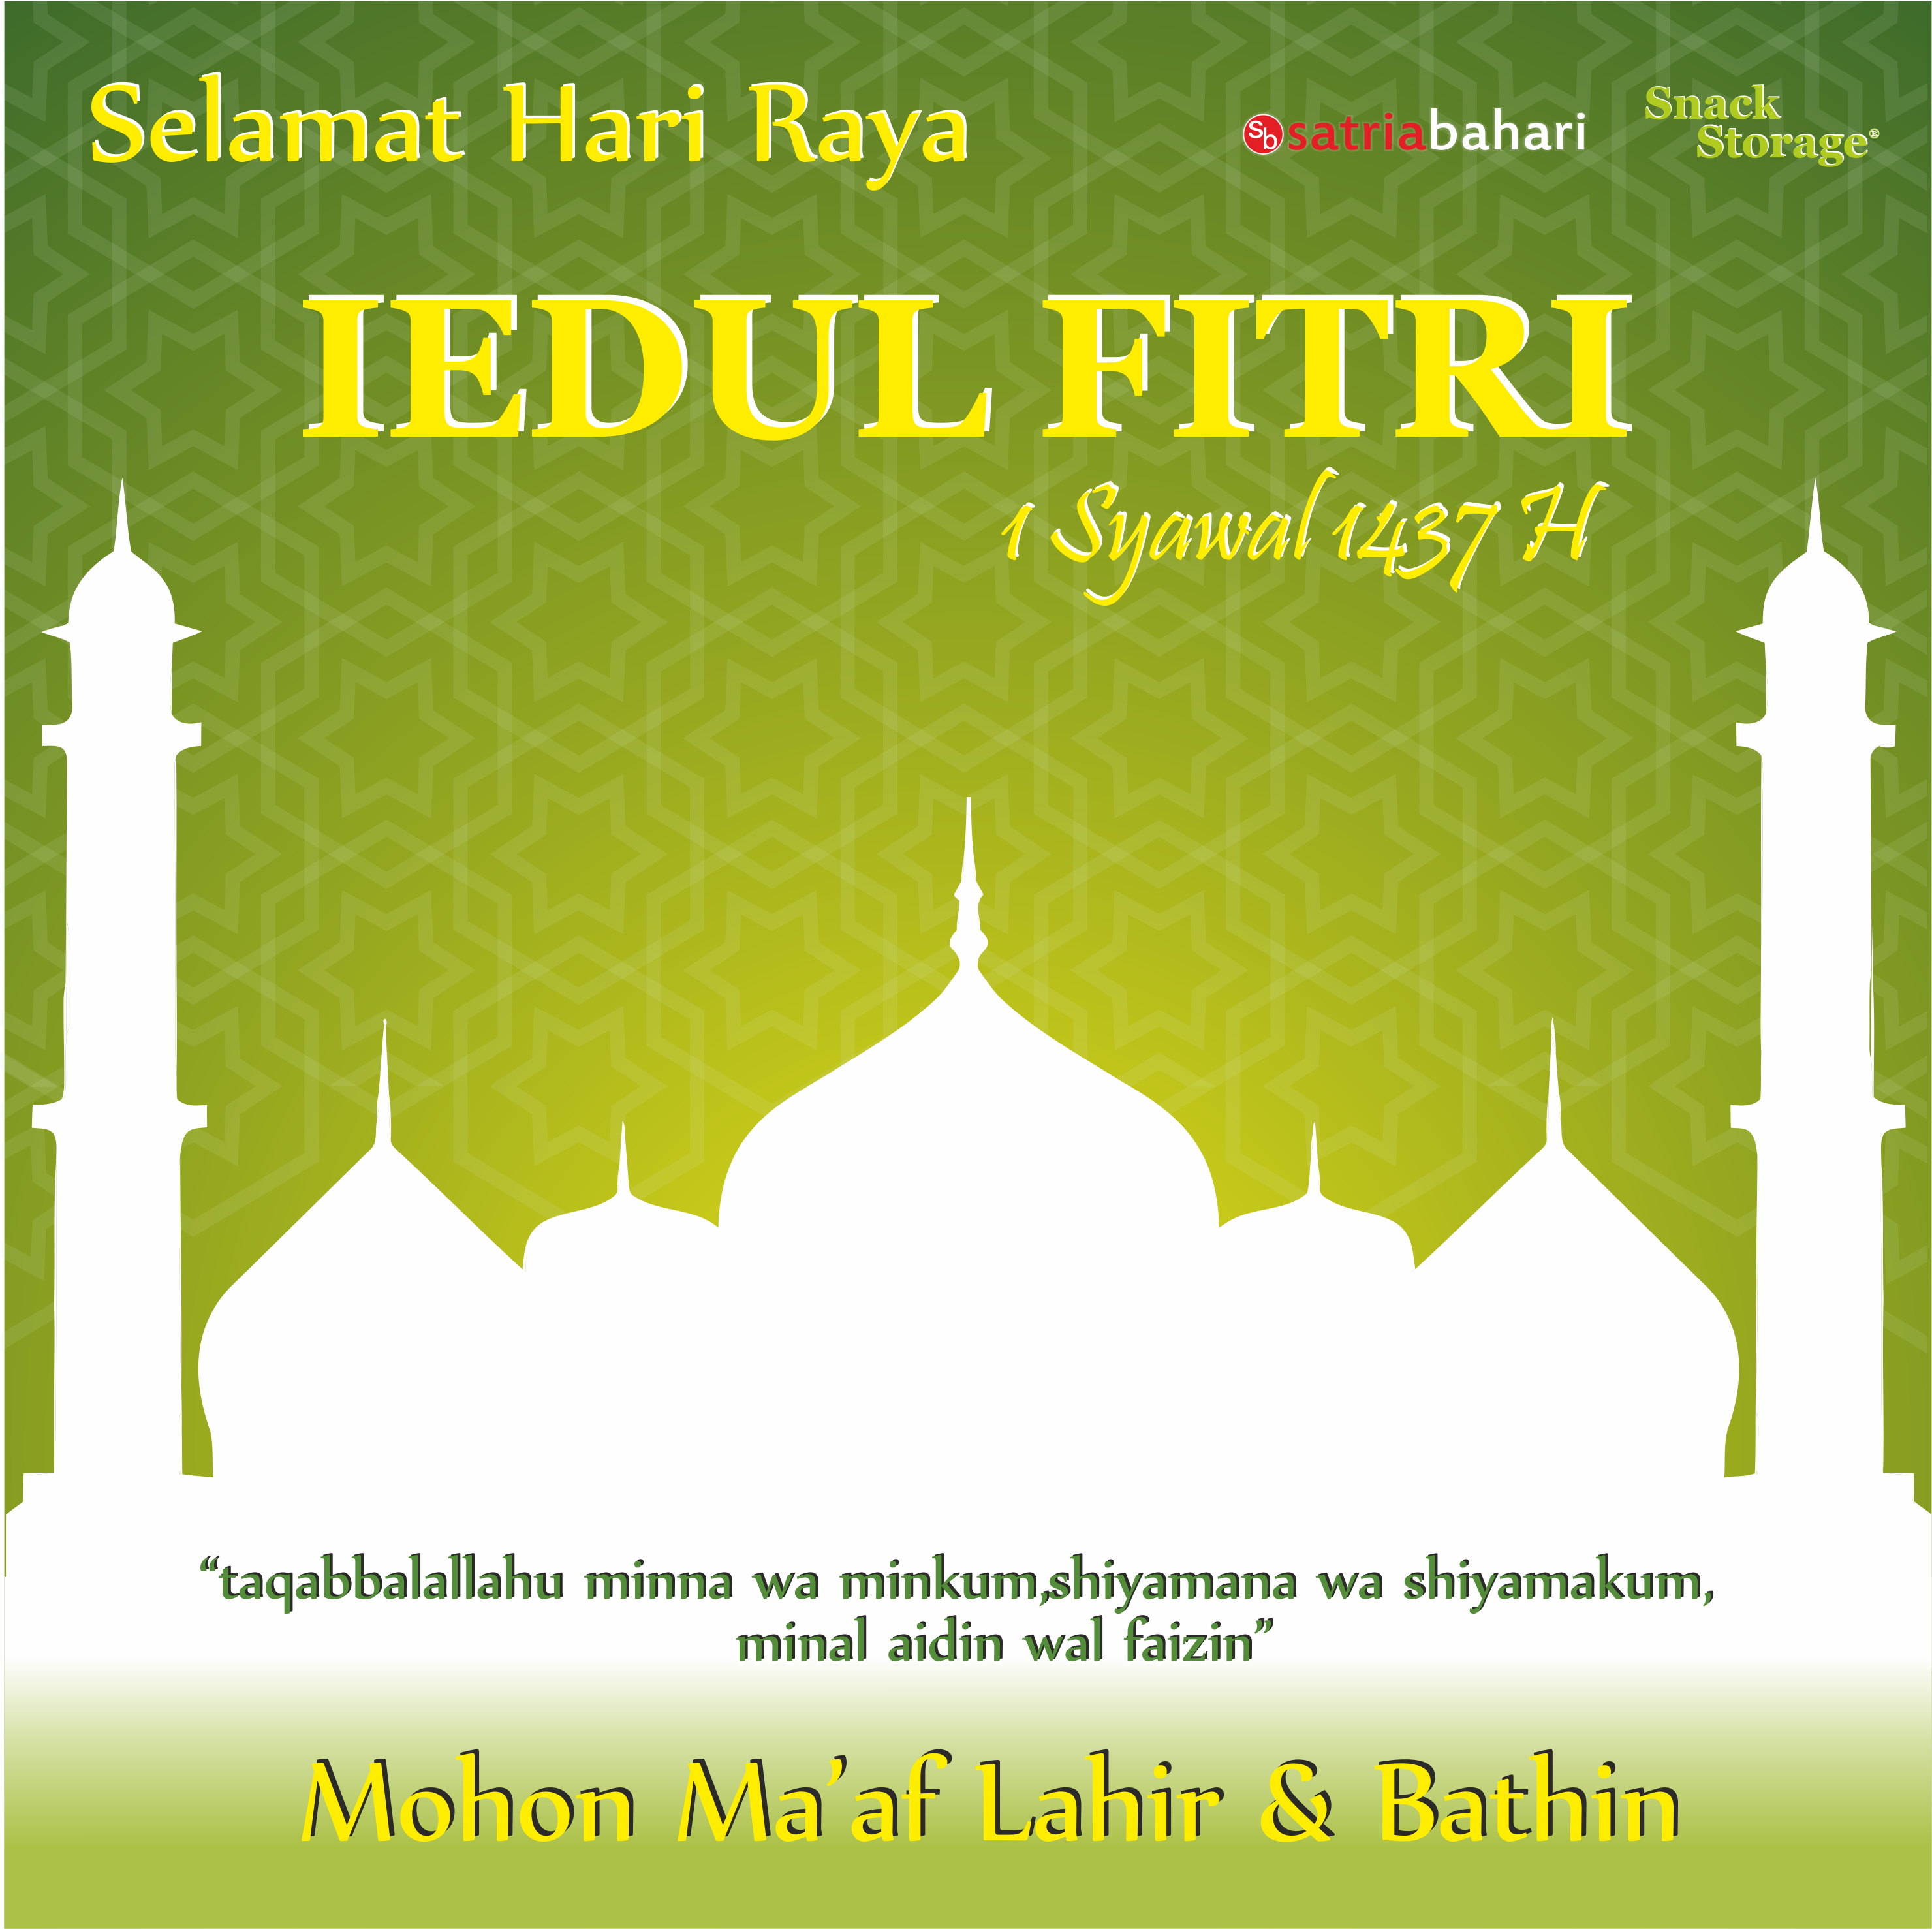 Selamat Hari Raya
Sb satriabahari
Snack
Storage®
IEDUL FITRI
1 Syawal 1437 H
“taqabbalallahu minna wa minkum,shiyamana wa shiyamakum,
minal aidin wal faizin”
Mohon Ma’af Lahir & Bathin